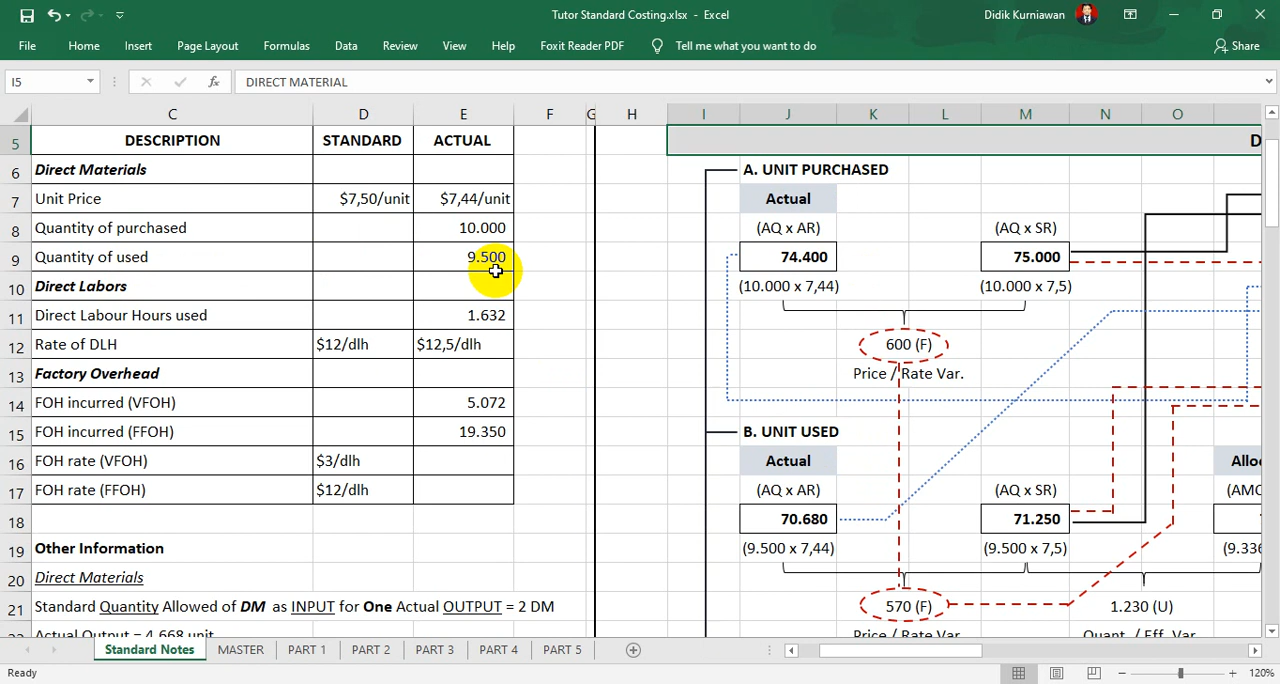 Tutor Standard Costing.xlsx - Excel
Didik Kurniawan
File Home Insert Page Layout Formulas Data Review View Help Foxit Reader PDF Tell me what you want to do Share
I5 fx DIRECT MATERIAL
C D E F G H I J K L M N O
5 DESCRIPTION STANDARD ACTUAL D
6 Direct Materials A. UNIT PURCHASED
7 Unit Price $7,50/unit $7,44/unit Actual
8 Quantity of purchased 10.000 (AQ x AR) (AQ x SR)
9 Quantity of used 9.500 74.400 75.000
10 Direct Labors (10.000 x 7,44) (10.000 x 7,5)
11 Direct Labour Hours used 1.632
12 Rate of DLH $12/dlh $12,5/dlh 600 (F)
13 Factory Overhead Price / Rate Var.
14 FOH incurred (VFOH) 5.072
15 FOH incurred (FFOH) 19.350 B. UNIT USED
16 FOH rate (VFOH) $3/dlh Actual Allo
17 FOH rate (FFOH) $12/dlh (AQ x AR) (AQ x SR) (AMO
18 70.680 71.250
19 Other Information (9.500 x 7,44) (9.500 x 7,5) (9.336
20 Direct Materials
21 Standard Quantity Allowed of DM as INPUT for One Actual OUTPUT = 2 DM 570 (F) 1.230 (U)
Actual Output = 4.668 unit Price / Rate Var. Quant. / Eff. Var.
Standard Notes MASTER PART 1 PART 2 PART 3 PART 4 PART 5
Ready 120%